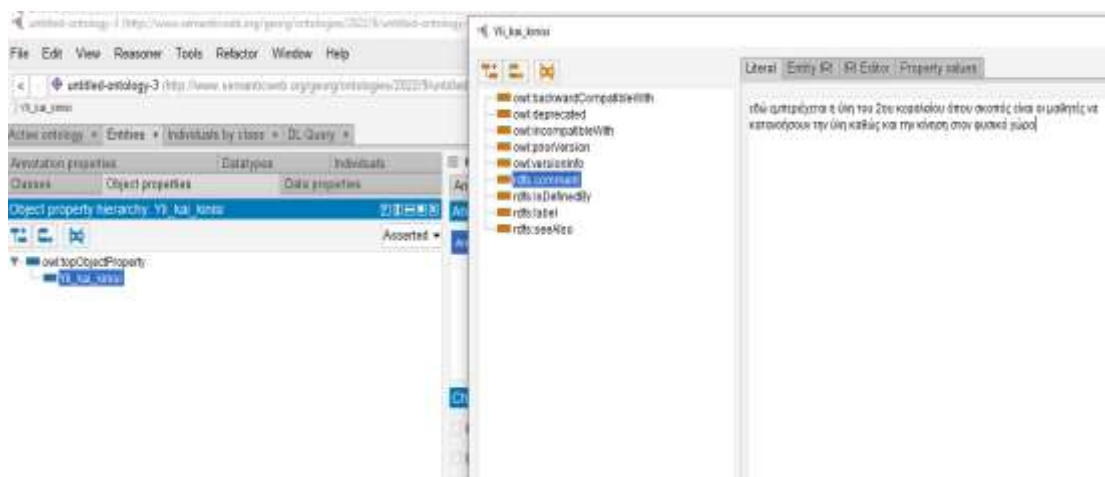 untitled-ontology-3 (http://www.semanticweb.org/georg/ontologies/2022/9/untitled-ontology-
File Edit View Reasoner Tools Refactor Window Help
< untitled-ontology-3 (http://www.semanticweb.org/georg/ontologies/2022/9/untitled
Yli_kai_kinisi
Active ontology × Entities × Individuals by class × DL Query ×
Annotation properties Datatypes Individuals
Classes Object properties Data properties
Object property hierarchy: Yli_kai_kinisi
Asserted
owl:topObjectProperty
Yli_kai_kinisi
An
An
Yli_kai_kinisi
owl:backwardCompatibleWith
owl:deprecated
owl:incompatibleWith
owl:priorVersion
owl:versionInfo
rdfs:comment
rdfs:isDefinedBy
rdfs:label
rdfs:seeAlso
Literal Entity IRI IRI Editor Property values
εδώ εμπεριέχεται η ύλη του 2ου κεφαλαίου όπου σκοπός είναι οι μαθητές να
κατανοήσουν την ύλη καθώς και την κίνηση στον φυσικό χώρο